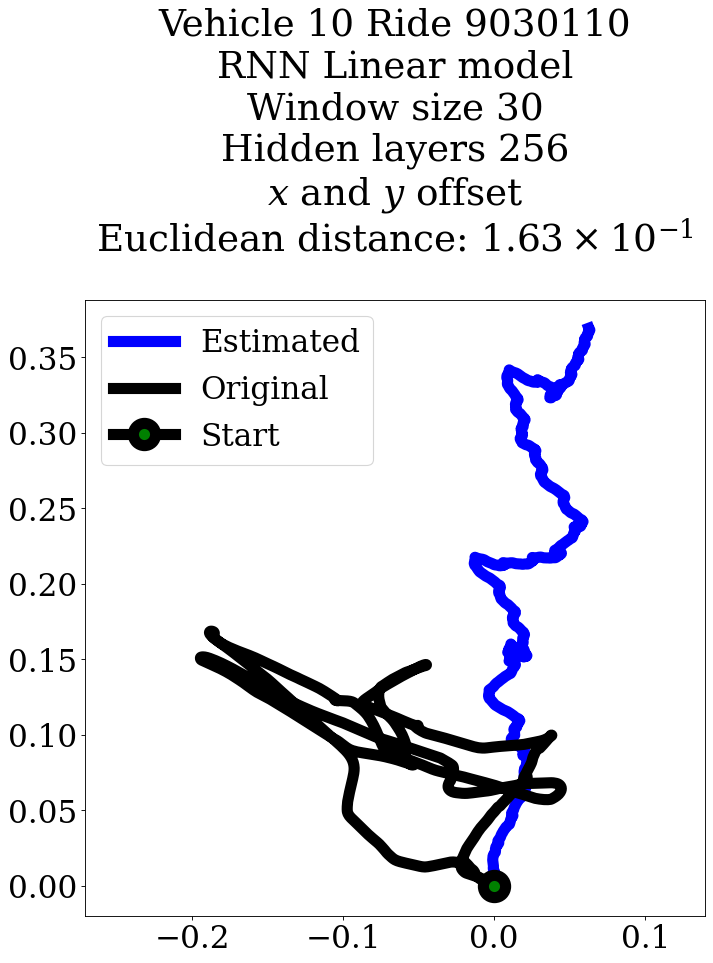 Vehicle 10 Ride 9030110
RNN Linear model
Window size 30
Hidden layers 256
x and y offset
Euclidean distance: 1.63 × 10⁻¹
Estimated
Original
Start
0.35
0.30
0.25
0.20
0.15
0.10
0.05
0.00
−0.2 −0.1 0.0 0.1